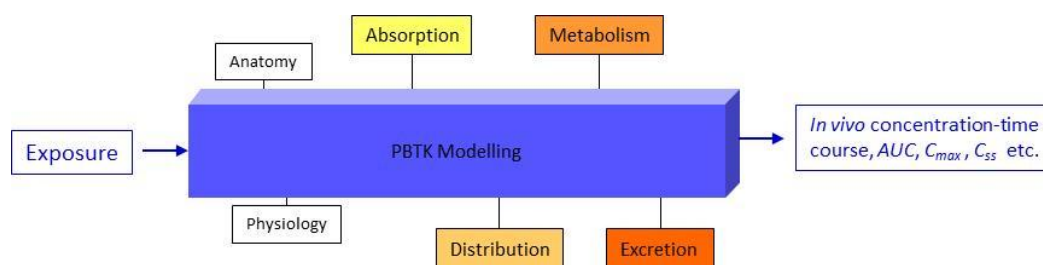 Absorption
Metabolism
Anatomy
Exposure
PBTK Modelling
In vivo concentration-time
course, AUC, Cmax , Css etc.
Physiology
Distribution
Excretion